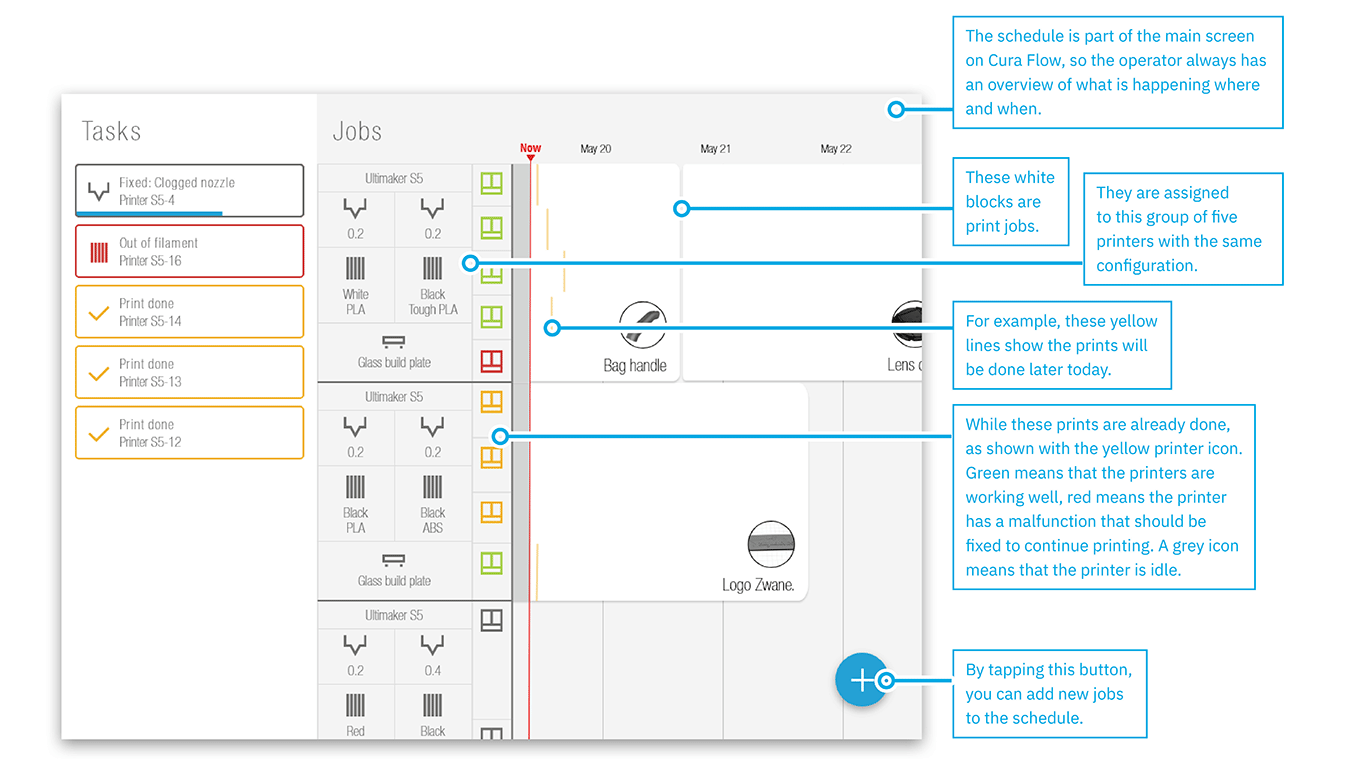 Tasks
Fixed: Clogged nozzle
Printer S5-4
Out of filament
Printer S5-16
Print done
Printer S5-14
Print done
Printer S5-13
Print done
Printer S5-12
Jobs
Now
May 20
May 21
May 22
Ultimaker S5
0.2
0.2
White
PLA
Black
Tough PLA
Glass build plate
Bag handle
Lens
Ultimaker S5
0.2
0.2
Black
PLA
Black
ABS
Glass build plate
Logo Zwane.
Ultimaker S5
0.2
0.4
Red
Black
The schedule is part of the main screen
on Cura Flow, so the operator always has
an overview of what is happening where
and when.
These white
blocks are
print jobs.
They are assigned
to this group of five
printers with the same
configuration.
For example, these yellow
lines show the prints will
be done later today.
While these prints are already done,
as shown with the yellow printer icon.
Green means that the printers are
working well, red means the printer
has a malfunction that should be
fixed to continue printing. A grey icon
means that the printer is idle.
By tapping this button,
you can add new jobs
to the schedule.